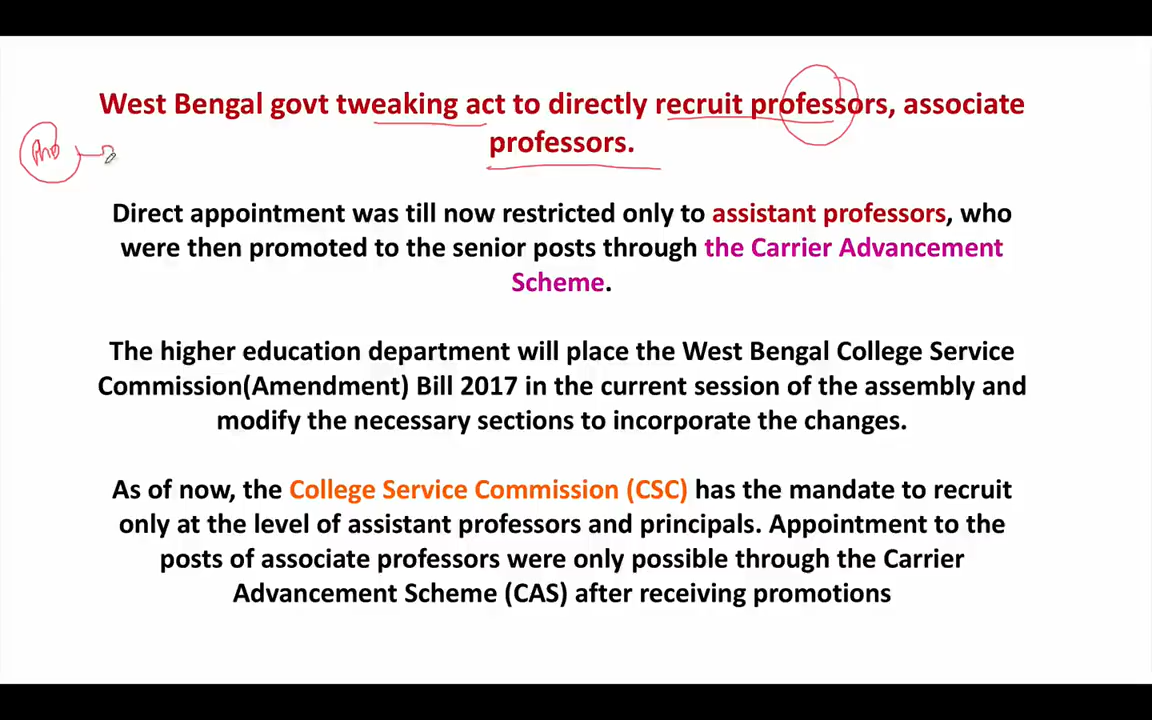 West Bengal govt tweaking act to directly recruit professors, associate
professors.
PhD
Direct appointment was till now restricted only to assistant professors, who
were then promoted to the senior posts through the Carrier Advancement
Scheme.
The higher education department will place the West Bengal College Service
Commission(Amendment) Bill 2017 in the current session of the assembly and
modify the necessary sections to incorporate the changes.
As of now, the College Service Commission (CSC) has the mandate to recruit
only at the level of assistant professors and principals. Appointment to the
posts of associate professors were only possible through the Carrier
Advancement Scheme (CAS) after receiving promotions